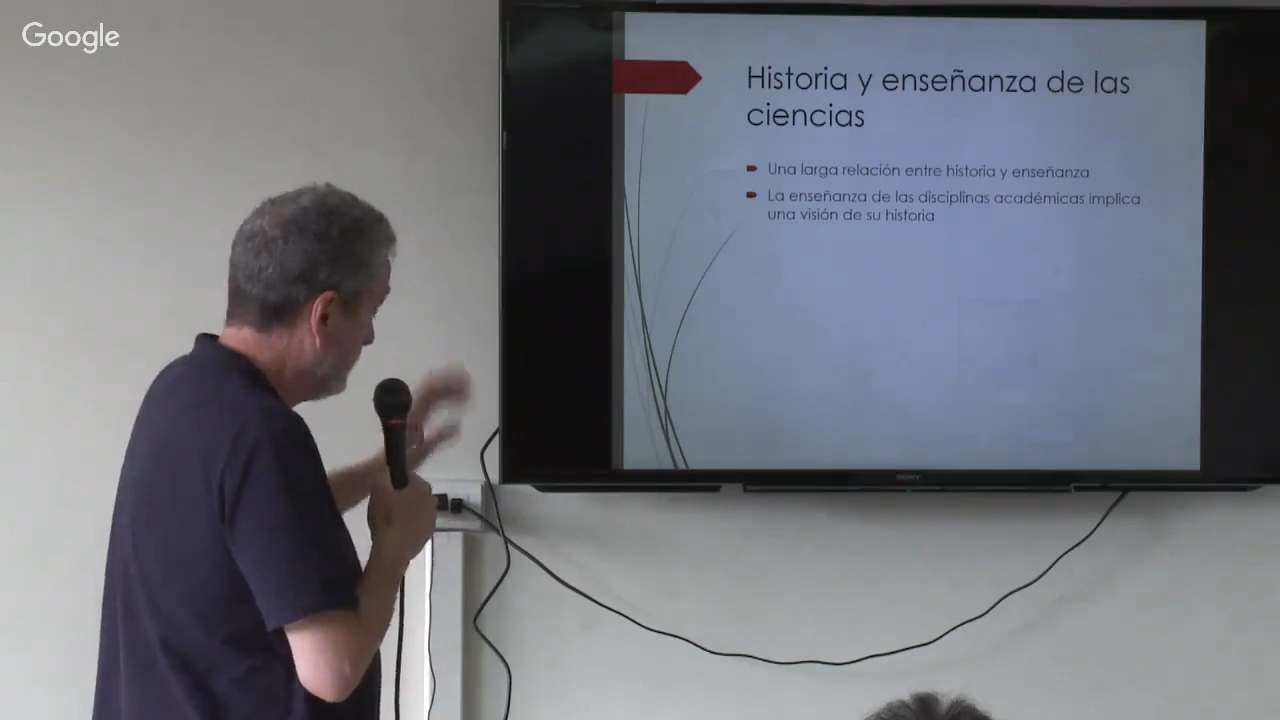 Google
Historia y enseñanza de las
ciencias
Una larga relación entre historia y enseñanza
La enseñanza de las disciplinas académicas implica
una visión de su historia
SONY